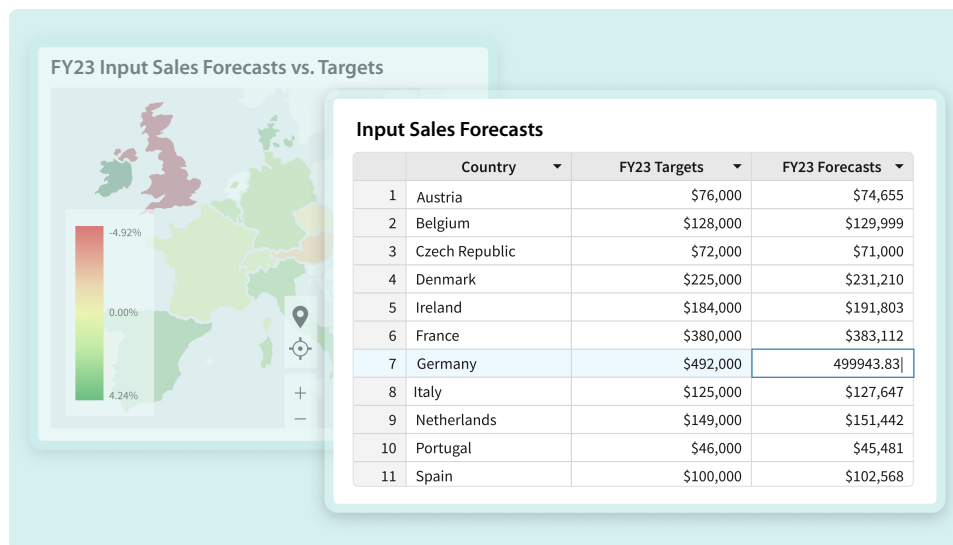 FY23 Input Sales Forecasts vs. Targets
-4.92%
0.00%
4.24%
+
−
Input Sales Forecasts
Country FY23 Targets FY23 Forecasts
1 Austria $76,000 $74,655
2 Belgium $128,000 $129,999
3 Czech Republic $72,000 $71,000
4 Denmark $225,000 $231,210
5 Ireland $184,000 $191,803
6 France $380,000 $383,112
7 Germany $492,000 499943.83
8 Italy $125,000 $127,647
9 Netherlands $149,000 $151,442
10 Portugal $46,000 $45,481
11 Spain $100,000 $102,568